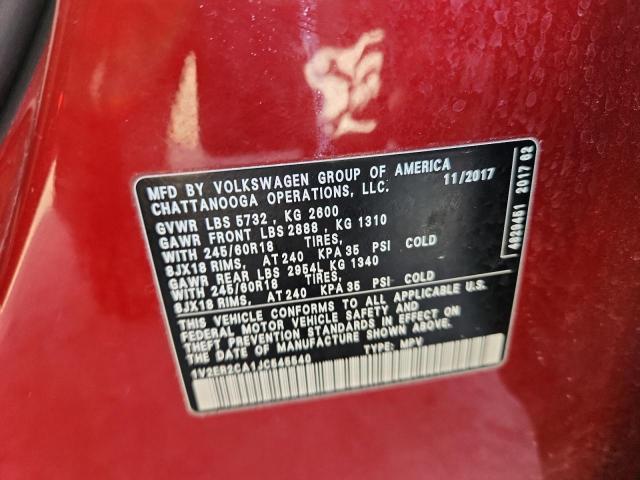 MFD BY VOLKSWAGEN GROUP OF AMERICA
CHATTANOOGA OPERATIONS, LLC. 11/2017
GVWR LBS 5732 , KG 2600
GAWR FRONT LBS 2888 , KG 1310
WITH 245/60R18 TIRES,
8JX18 RIMS, AT 240 KPA 35 PSI COLD
GAWR REAR LBS 2954L KG 1340
WITH 245/60R18 TIRES,
8JX18 RIMS, AT 240 KPA 35 PSI COLD
THIS VEHICLE CONFORMS TO ALL APPLICABLE U.S.
FEDERAL MOTOR VEHICLE SAFETY AND
THEFT PREVENTION STANDARDS IN EFFECT ON
THE DATE OF MANUFACTURE SHOWN ABOVE.
TYPE: MPV
2017 02